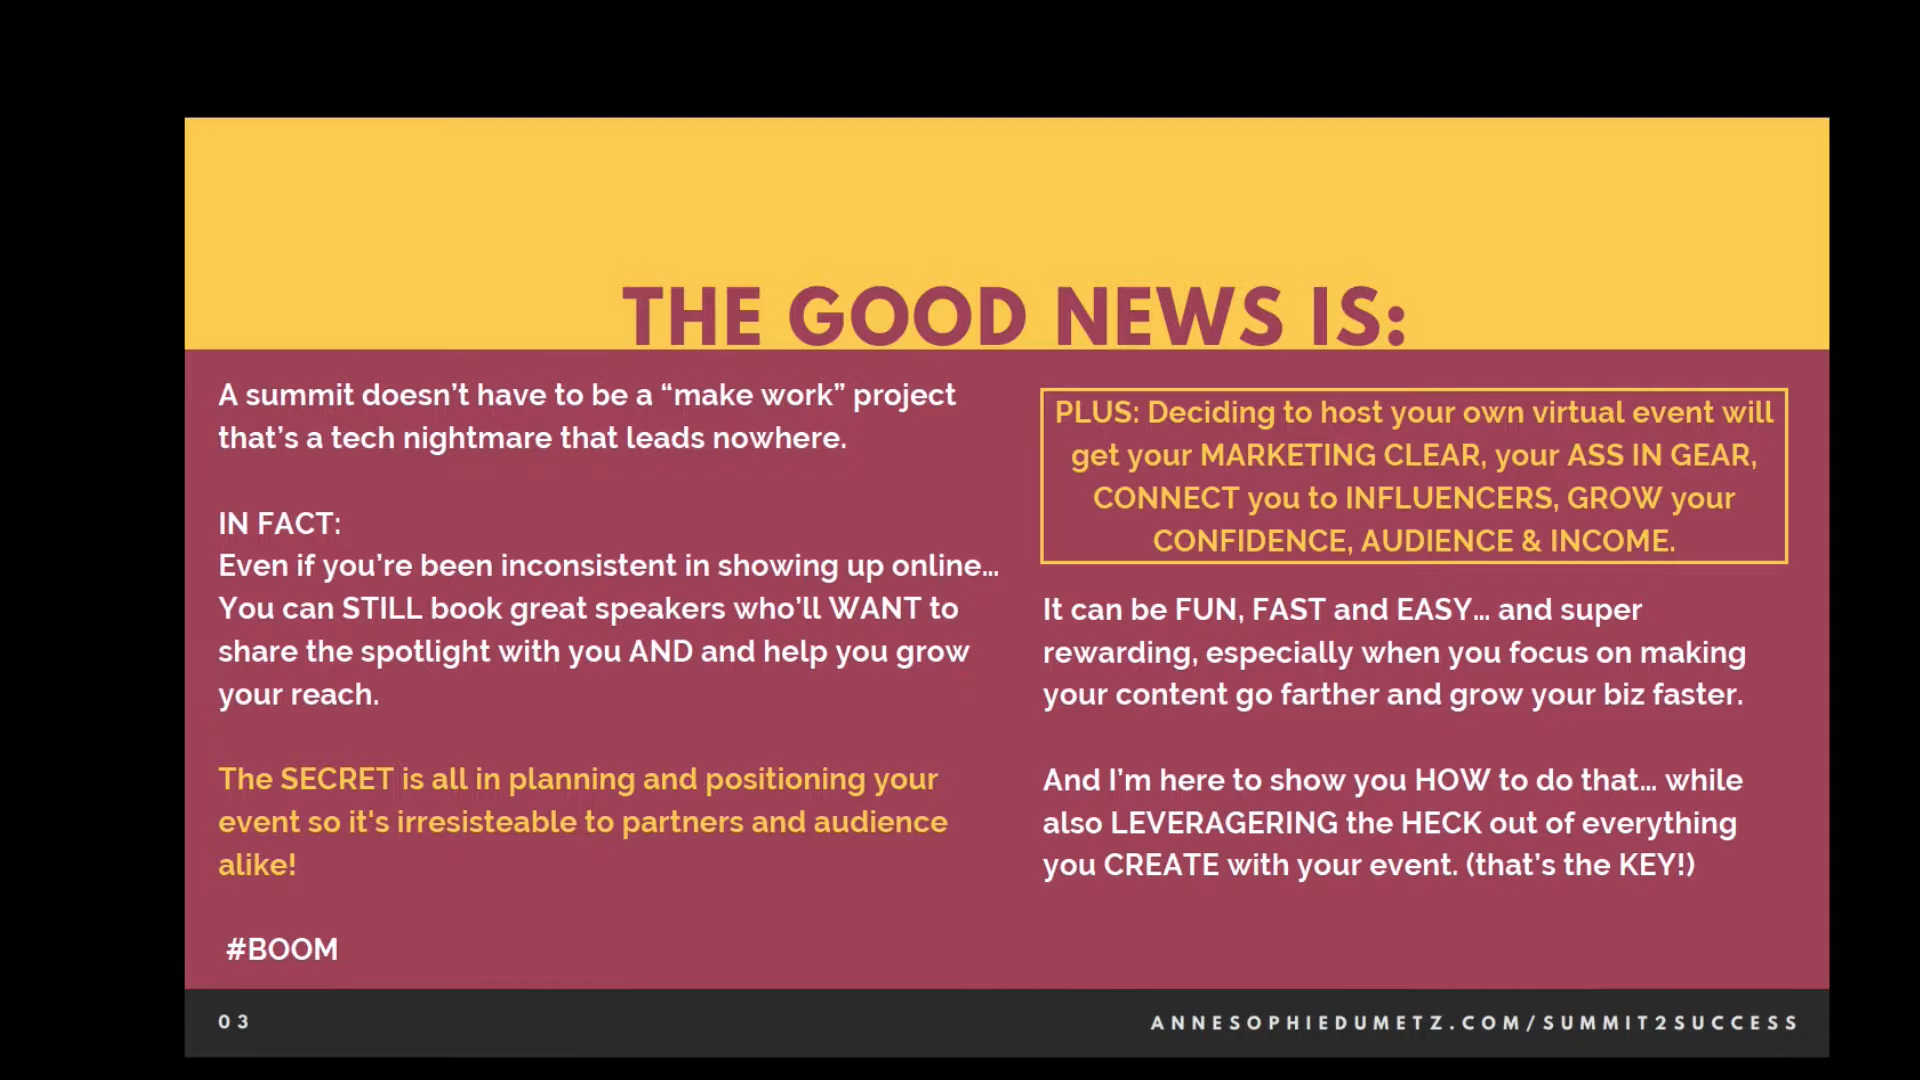 THE GOOD NEWS IS:
A summit doesn’t have to be a “make work” project
that’s a tech nightmare that leads nowhere.
IN FACT:
Even if you’re been inconsistent in showing up online...
You can STILL book great speakers who’ll WANT to
share the spotlight with you AND and help you grow
your reach.
The SECRET is all in planning and positioning your
event so it's irresisteable to partners and audience
alike!
#BOOM
PLUS: Deciding to host your own virtual event will
get your MARKETING CLEAR, your ASS IN GEAR,
CONNECT you to INFLUENCERS, GROW your
CONFIDENCE, AUDIENCE & INCOME.
It can be FUN, FAST and EASY... and super
rewarding, especially when you focus on making
your content go farther and grow your biz faster.
And I’m here to show you HOW to do that... while
also LEVERAGERING the HECK out of everything
you CREATE with your event. (that’s the KEY!)
03
ANNESOPHIEDUMETZ.COM/SUMMIT2SUCCESS